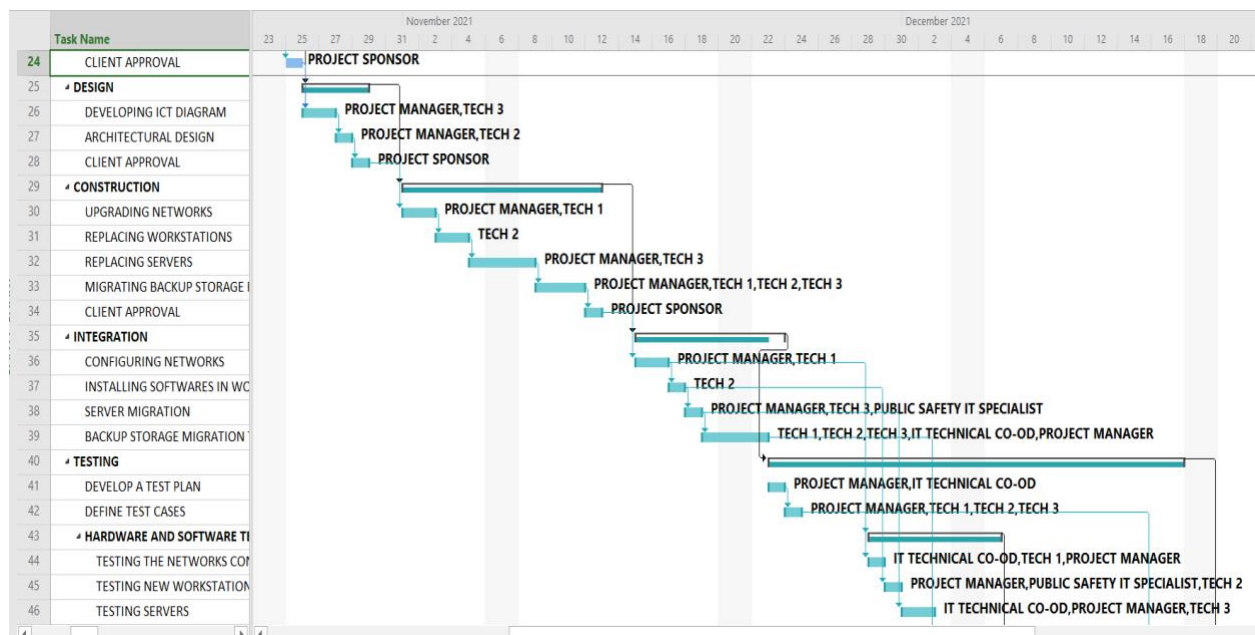 November 2021 December 2021
Task Name 23 25 27 29 31 2 4 6 8 10 12 14 16 18 20 22 24 26 28 30 2 4 6 8 10 12 14 16 18 20
24 CLIENT APPROVAL PROJECT SPONSOR
25 DESIGN
26 DEVELOPING ICT DIAGRAM PROJECT MANAGER,TECH 3
27 ARCHITECTURAL DESIGN PROJECT MANAGER,TECH 2
28 CLIENT APPROVAL PROJECT SPONSOR
29 CONSTRUCTION
30 UPGRADING NETWORKS PROJECT MANAGER,TECH 1
31 REPLACING WORKSTATIONS TECH 2
32 REPLACING SERVERS PROJECT MANAGER,TECH 3
33 MIGRATING BACKUP STORAGE PROJECT MANAGER,TECH 1,TECH 2,TECH 3
34 CLIENT APPROVAL PROJECT SPONSOR
35 INTEGRATION
36 CONFIGURING NETWORKS PROJECT MANAGER,TECH 1
37 INSTALLING SOFTWARES IN WO TECH 2
38 SERVER MIGRATION PROJECT MANAGER,TECH 3,PUBLIC SAFETY IT SPECIALIST
39 BACKUP STORAGE MIGRATION TECH 1,TECH 2,TECH 3,IT TECHNICAL CO-OD,PROJECT MANAGER
40 TESTING
41 DEVELOP A TEST PLAN PROJECT MANAGER,IT TECHNICAL CO-OD
42 DEFINE TEST CASES PROJECT MANAGER,TECH 1,TECH 2,TECH 3
43 HARDWARE AND SOFTWARE TE
44 TESTING THE NETWORKS CON IT TECHNICAL CO-OD,TECH 1,PROJECT MANAGER
45 TESTING NEW WORKSTATION PROJECT MANAGER,PUBLIC SAFETY IT SPECIALIST,TECH 2
46 TESTING SERVERS IT TECHNICAL CO-OD,PROJECT MANAGER,TECH 3